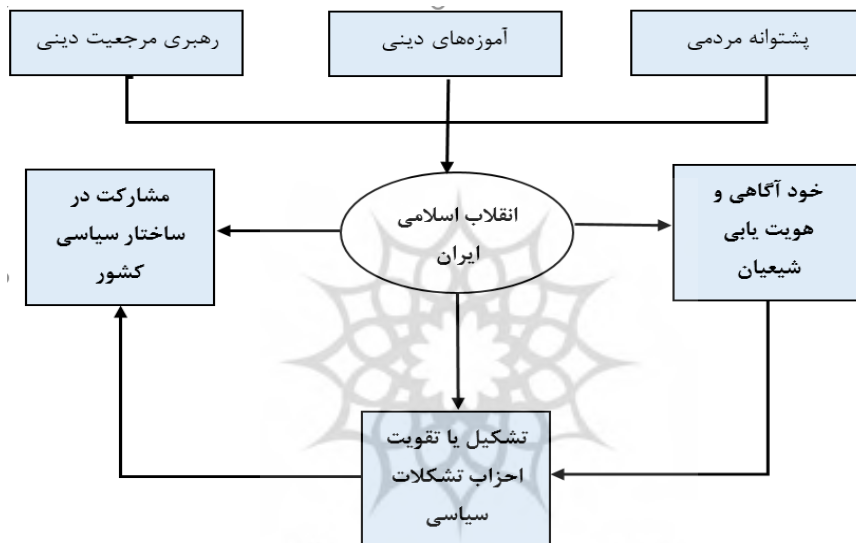 پشتوانه مردمی
آموزه‌های دینی
رهبری مرجعیت دینی
انقلاب اسلامی
ایران
خود آگاهی و
هویت یابی
شیعیان
مشارکت در
ساختار سیاسی
کشور
تشکیل یا تقویت
احزاب تشکلات
سیاسی